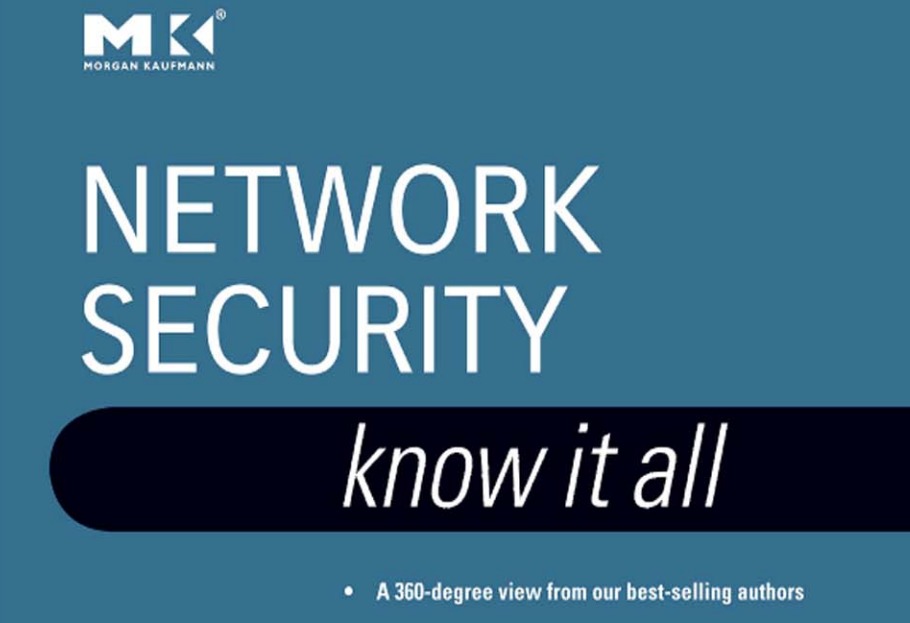 MK®
MORGAN KAUFMANN
NETWORK
SECURITY
know it all
• A 360-degree view from our best-selling authors